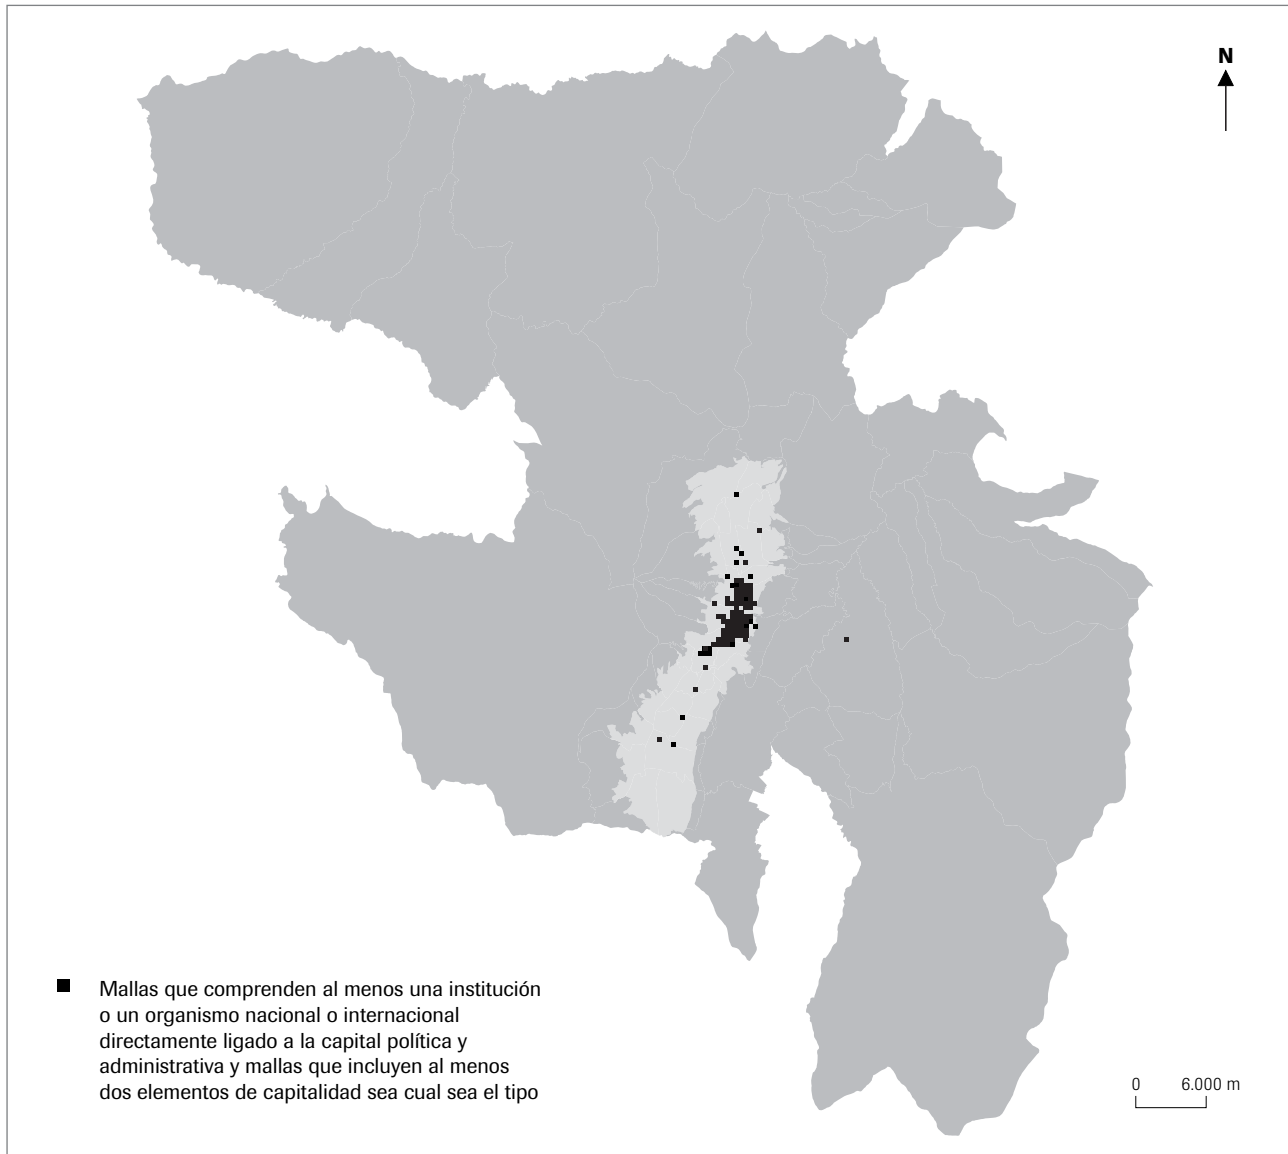 N
Mallas que comprenden al menos una institución
o un organismo nacional o internacional
directamente ligado a la capital política y
administrativa y mallas que incluyen al menos
dos elementos de capitalidad sea cual sea el tipo
0 6.000 m